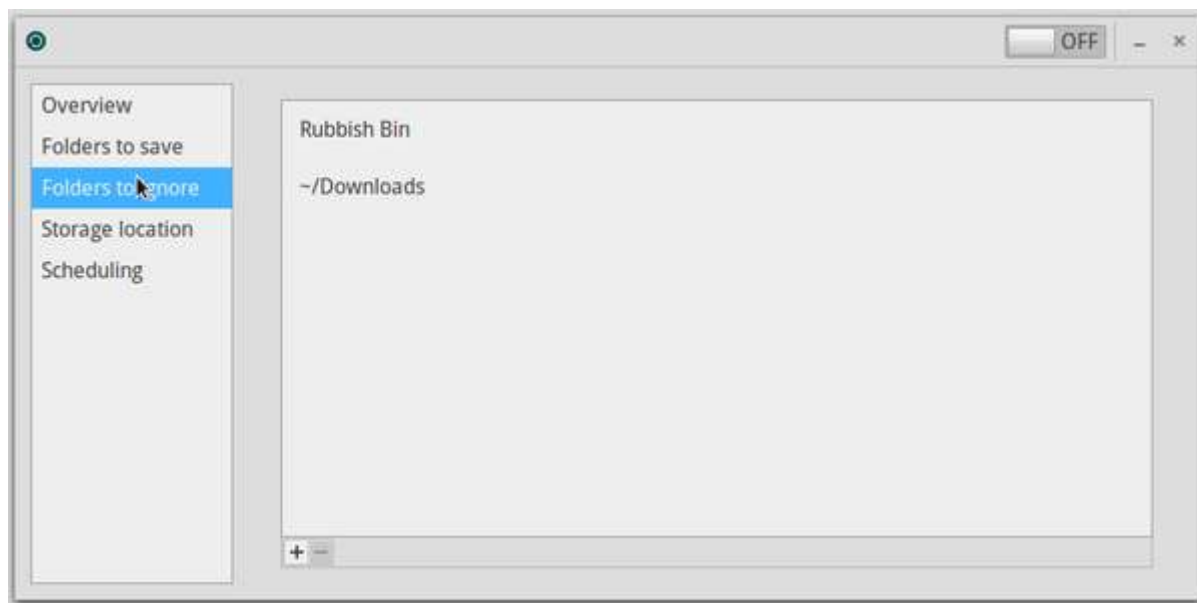 OFF
Overview
Folders to save
Folders to ignore
Storage location
Scheduling
Rubbish Bin
~/Downloads